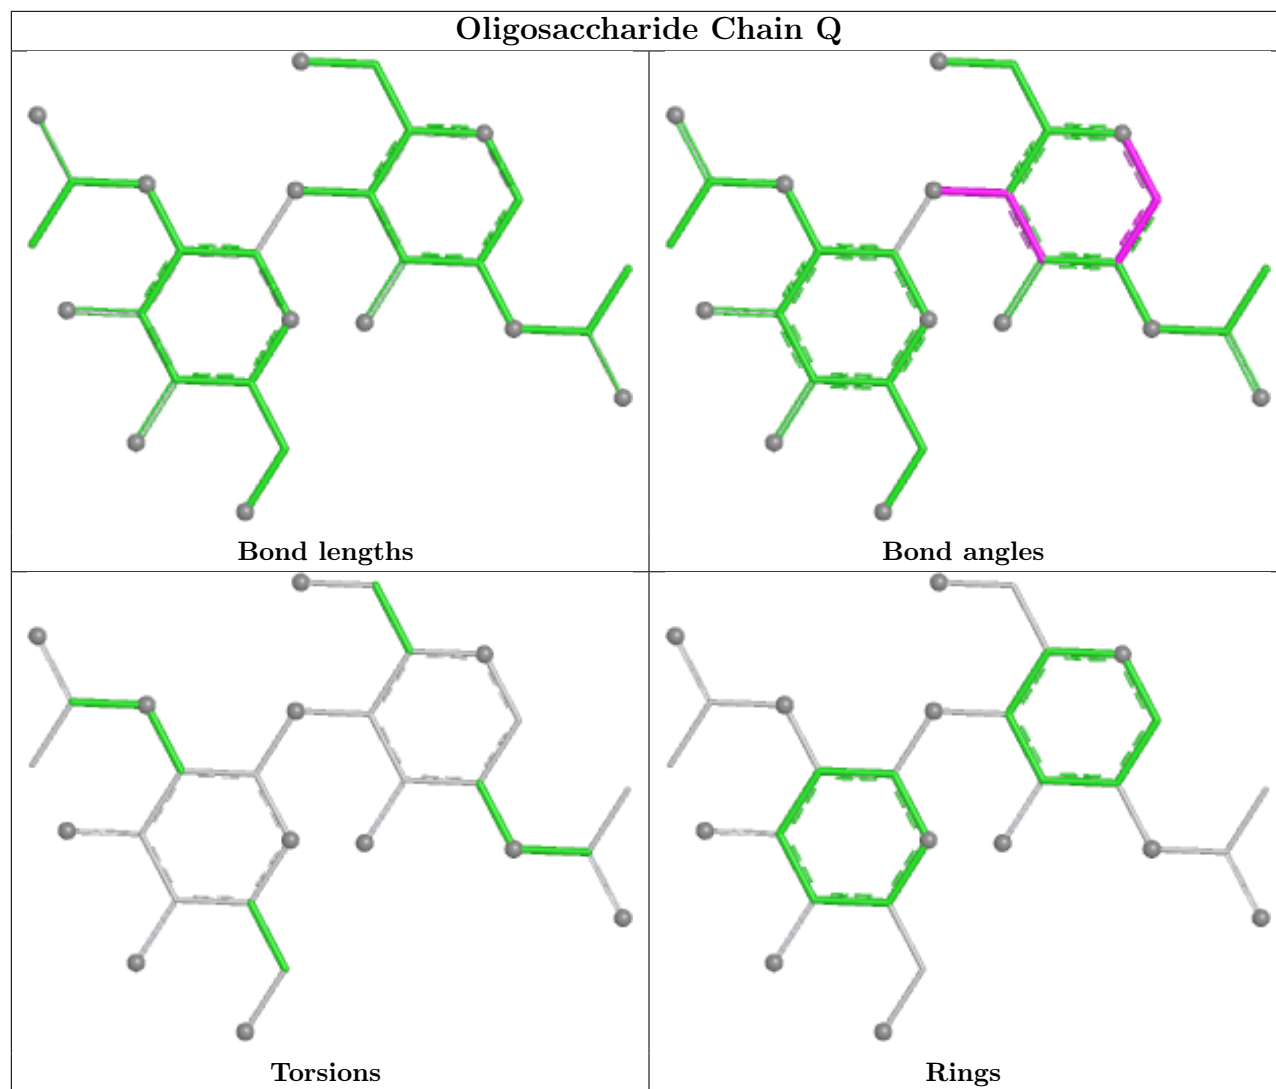 Oligosaccharide Chain Q
Bond lengths
Bond angles
Torsions
Rings